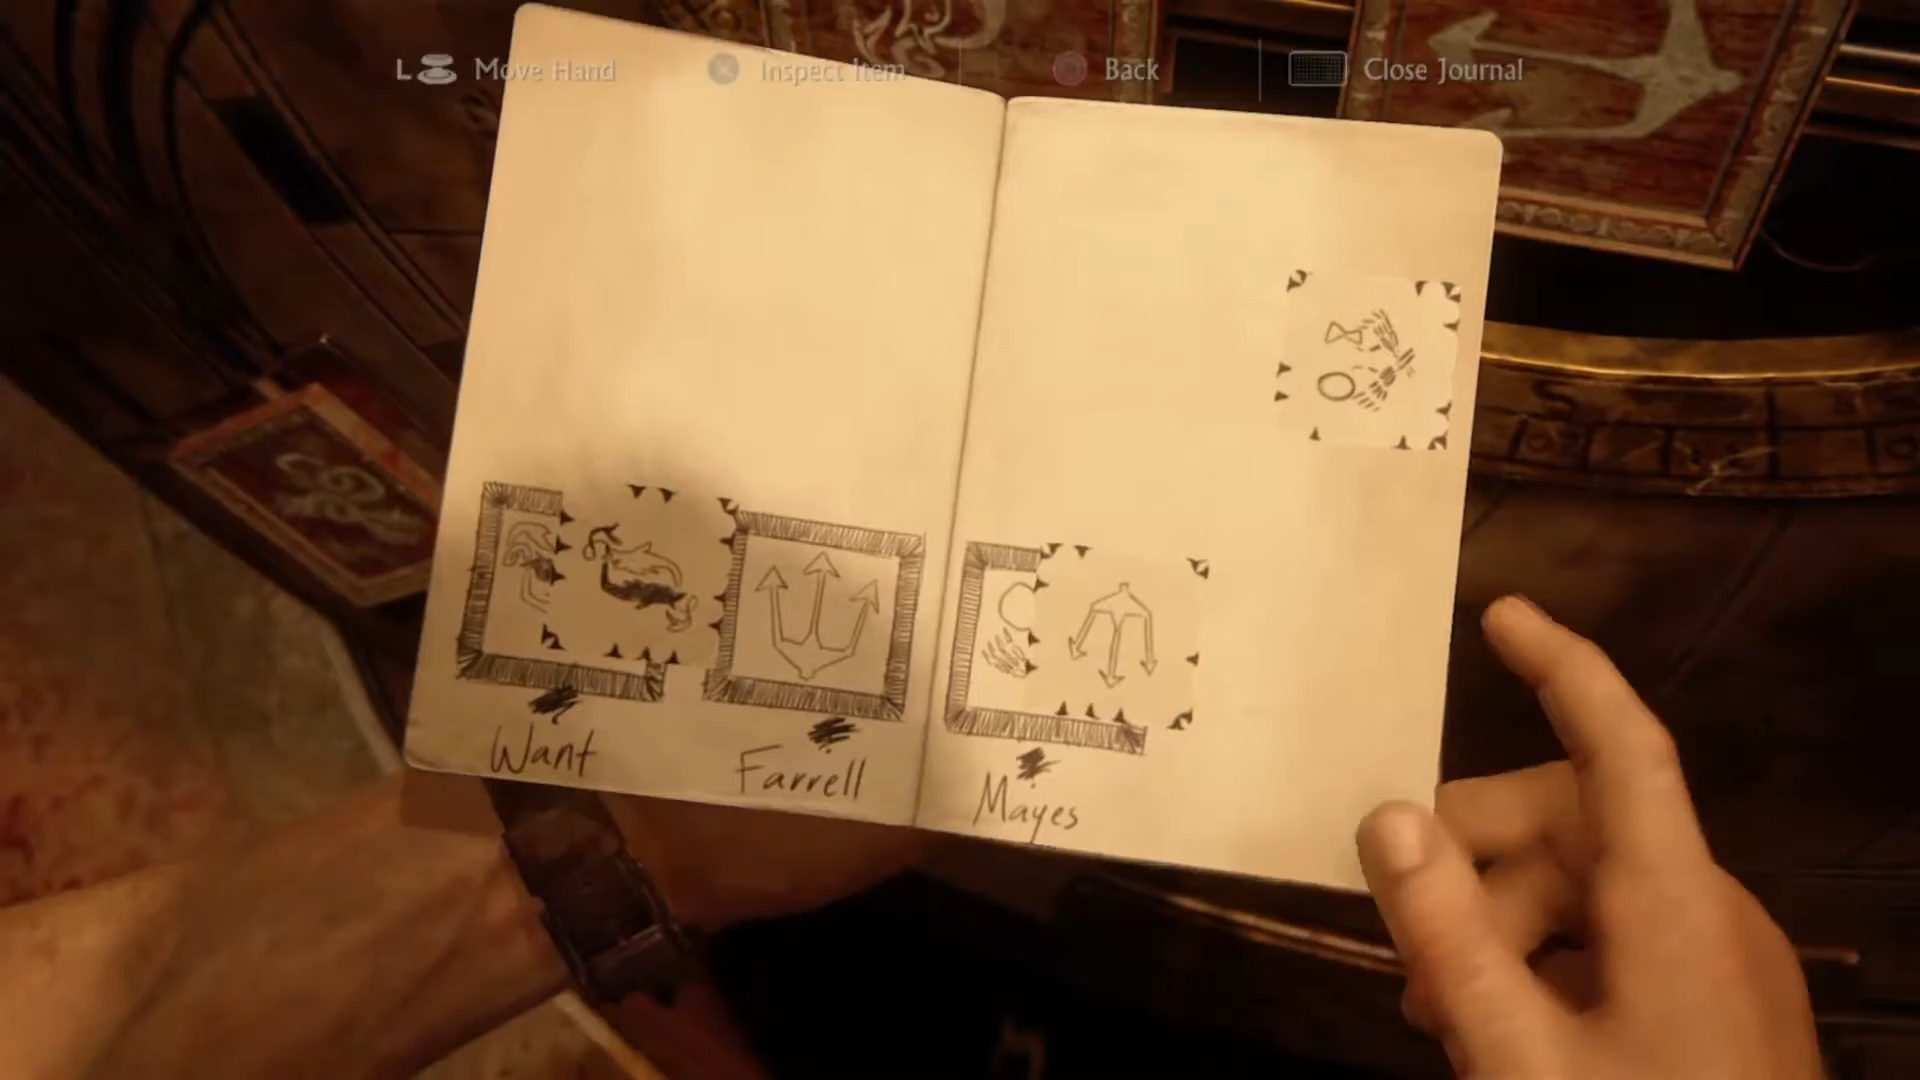 L Move Hand
Inspect Item
Back
Close Journal
Want
Farrell
Mayes